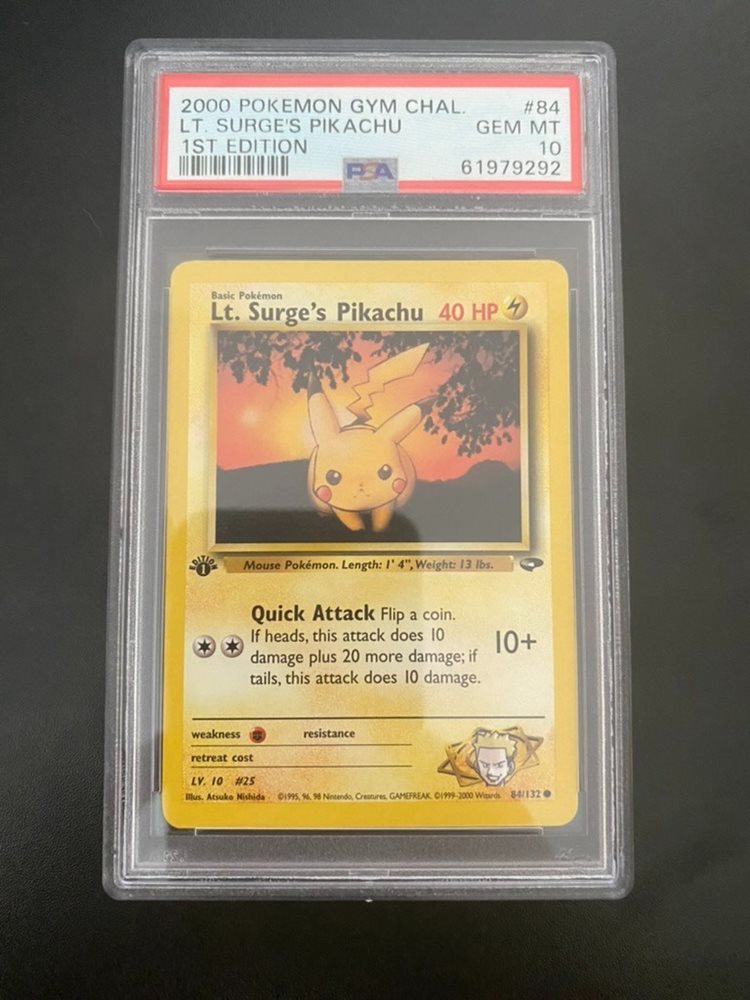 2000 POKEMON GYM CHAL. #84
LT. SURGE'S PIKACHU GEM MT
1ST EDITION 10
PSA 61979292
Basic Pokémon
Lt. Surge's Pikachu 40 HP
EDITION
1
Mouse Pokémon. Length: 1' 4", Weight: 13 lbs.
Quick Attack Flip a coin.
If heads, this attack does 10
damage plus 20 more damage; if
tails, this attack does 10 damage.
10+
weakness resistance
retreat cost
LV. 10 #25
Illus. Atsuko Nishida ©1995, 96, 98 Nintendo, Creatures, GAMEFREAK. ©1999-2000 Wizards. 84/132